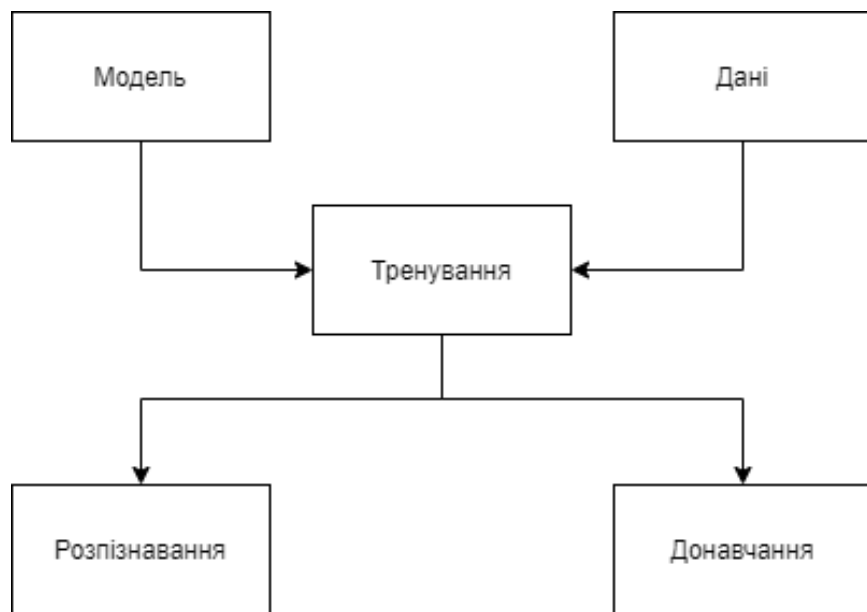 Модель
Дані
Тренування
Розпізнавання
Донавчання